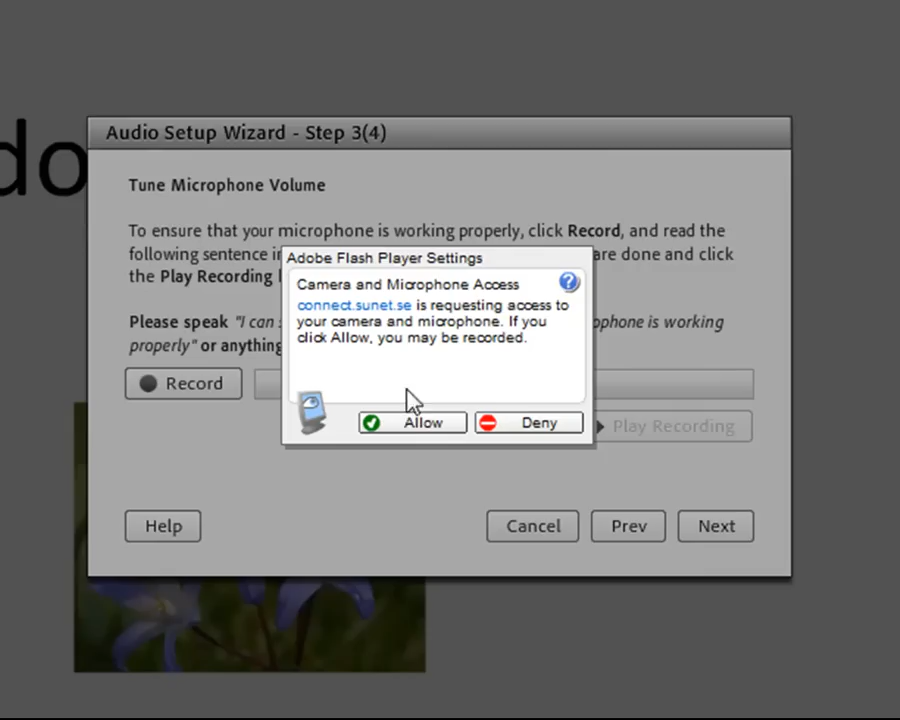 do
Audio Setup Wizard - Step 3(4)
Tune Microphone Volume
To ensure that your microphone is working properly, click Record, and read the
following sentence are done and click
the Play Recording
Please speak "I can working
properly" or anything
Adobe Flash Player Settings
Camera and Microphone Access
connect.sunet.se is requesting access to
your camera and microphone. If you
click Allow, you may be recorded.
Allow Deny
Record
Play Recording
Help Cancel Prev Next